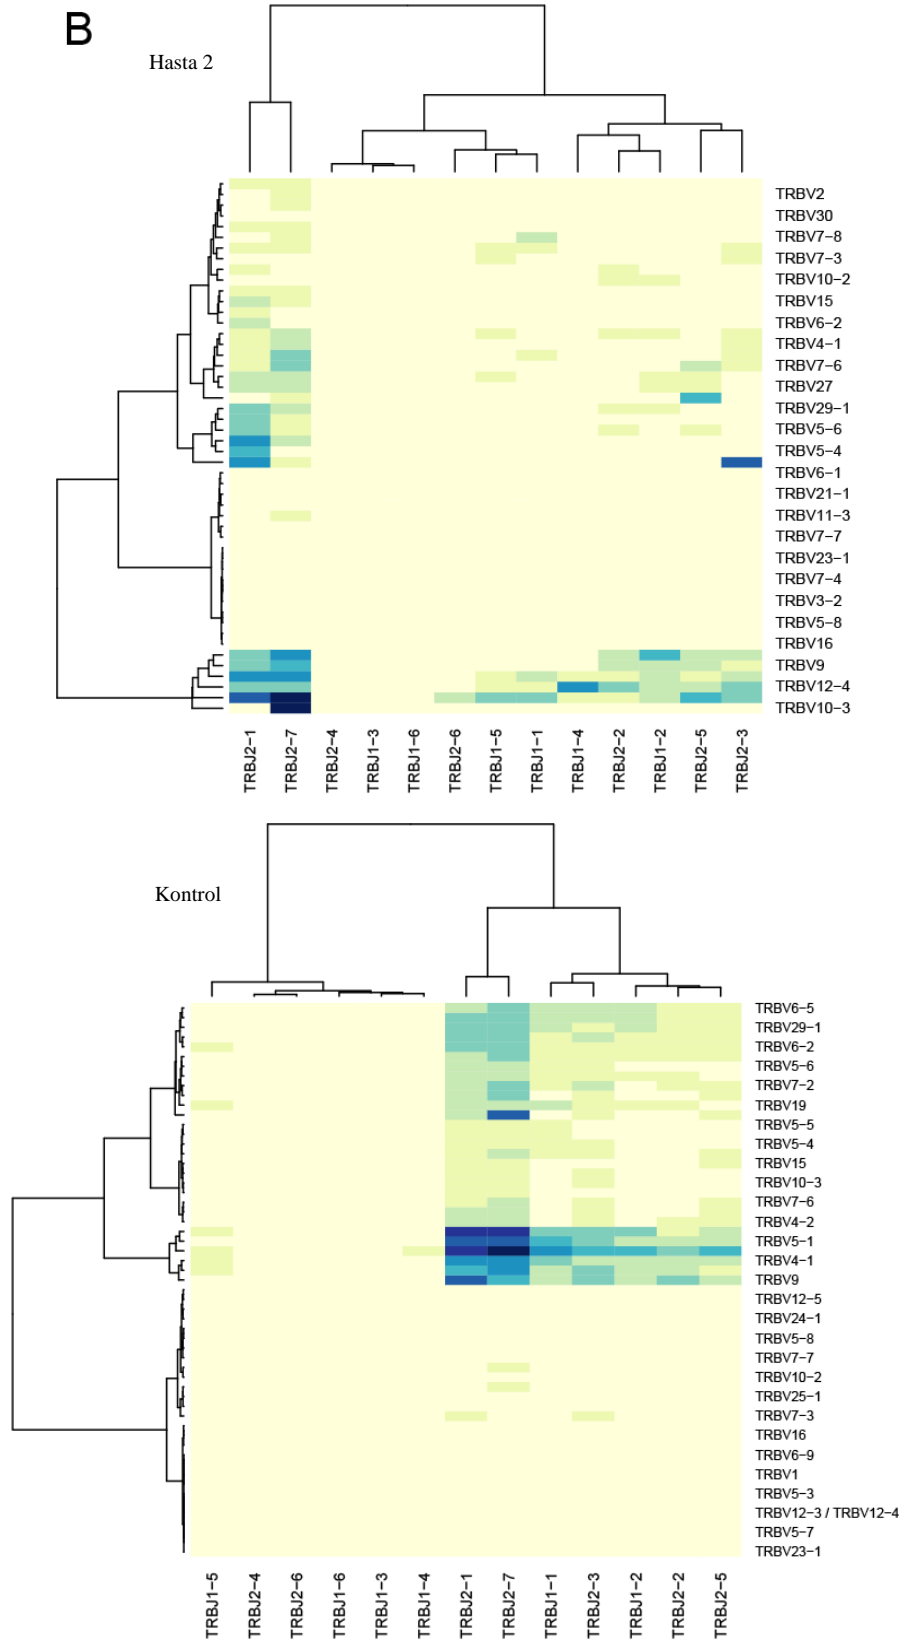 B
Hasta 2
TRBV2
TRBV30
TRBV7-8
TRBV7-3
TRBV10-2
TRBV15
TRBV6-2
TRBV4-1
TRBV7-6
TRBV27
TRBV29-1
TRBV5-6
TRBV5-4
TRBV6-1
TRBV21-1
TRBV11-3
TRBV7-7
TRBV23-1
TRBV7-4
TRBV3-2
TRBV5-8
TRBV16
TRBV9
TRBV12-4
TRBV10-3
TRBJ2-1
TRBJ2-7
TRBJ2-4
TRBJ1-3
TRBJ1-6
TRBJ2-6
TRBJ1-5
TRBJ1-1
TRBJ1-4
TRBJ2-2
TRBJ1-2
TRBJ2-5
TRBJ2-3
Kontrol
TRBV6-5
TRBV29-1
TRBV6-2
TRBV5-6
TRBV7-2
TRBV19
TRBV5-5
TRBV5-4
TRBV15
TRBV10-3
TRBV7-6
TRBV4-2
TRBV5-1
TRBV4-1
TRBV9
TRBV12-5
TRBV24-1
TRBV5-8
TRBV7-7
TRBV10-2
TRBV25-1
TRBV7-3
TRBV16
TRBV6-9
TRBV1
TRBV5-3
TRBV12-3 / TRBV12-4
TRBV5-7
TRBV23-1
TRBJ1-5
TRBJ2-4
TRBJ2-6
TRBJ1-6
TRBJ1-3
TRBJ1-4
TRBJ2-1
TRBJ2-7
TRBJ1-1
TRBJ2-3
TRBJ1-2
TRBJ2-2
TRBJ2-5